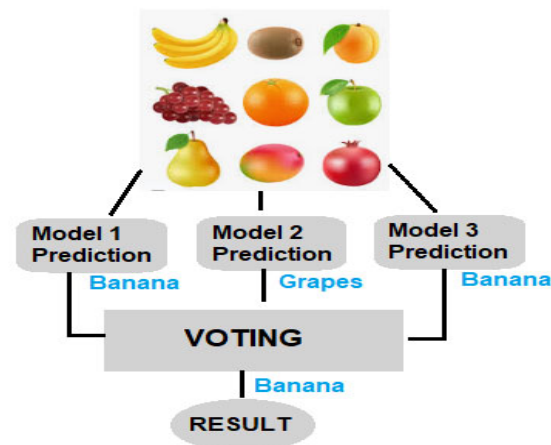 Model 1
Prediction
Model 2
Prediction
Model 3
Prediction
Banana
Grapes
Banana
VOTING
Banana
RESULT